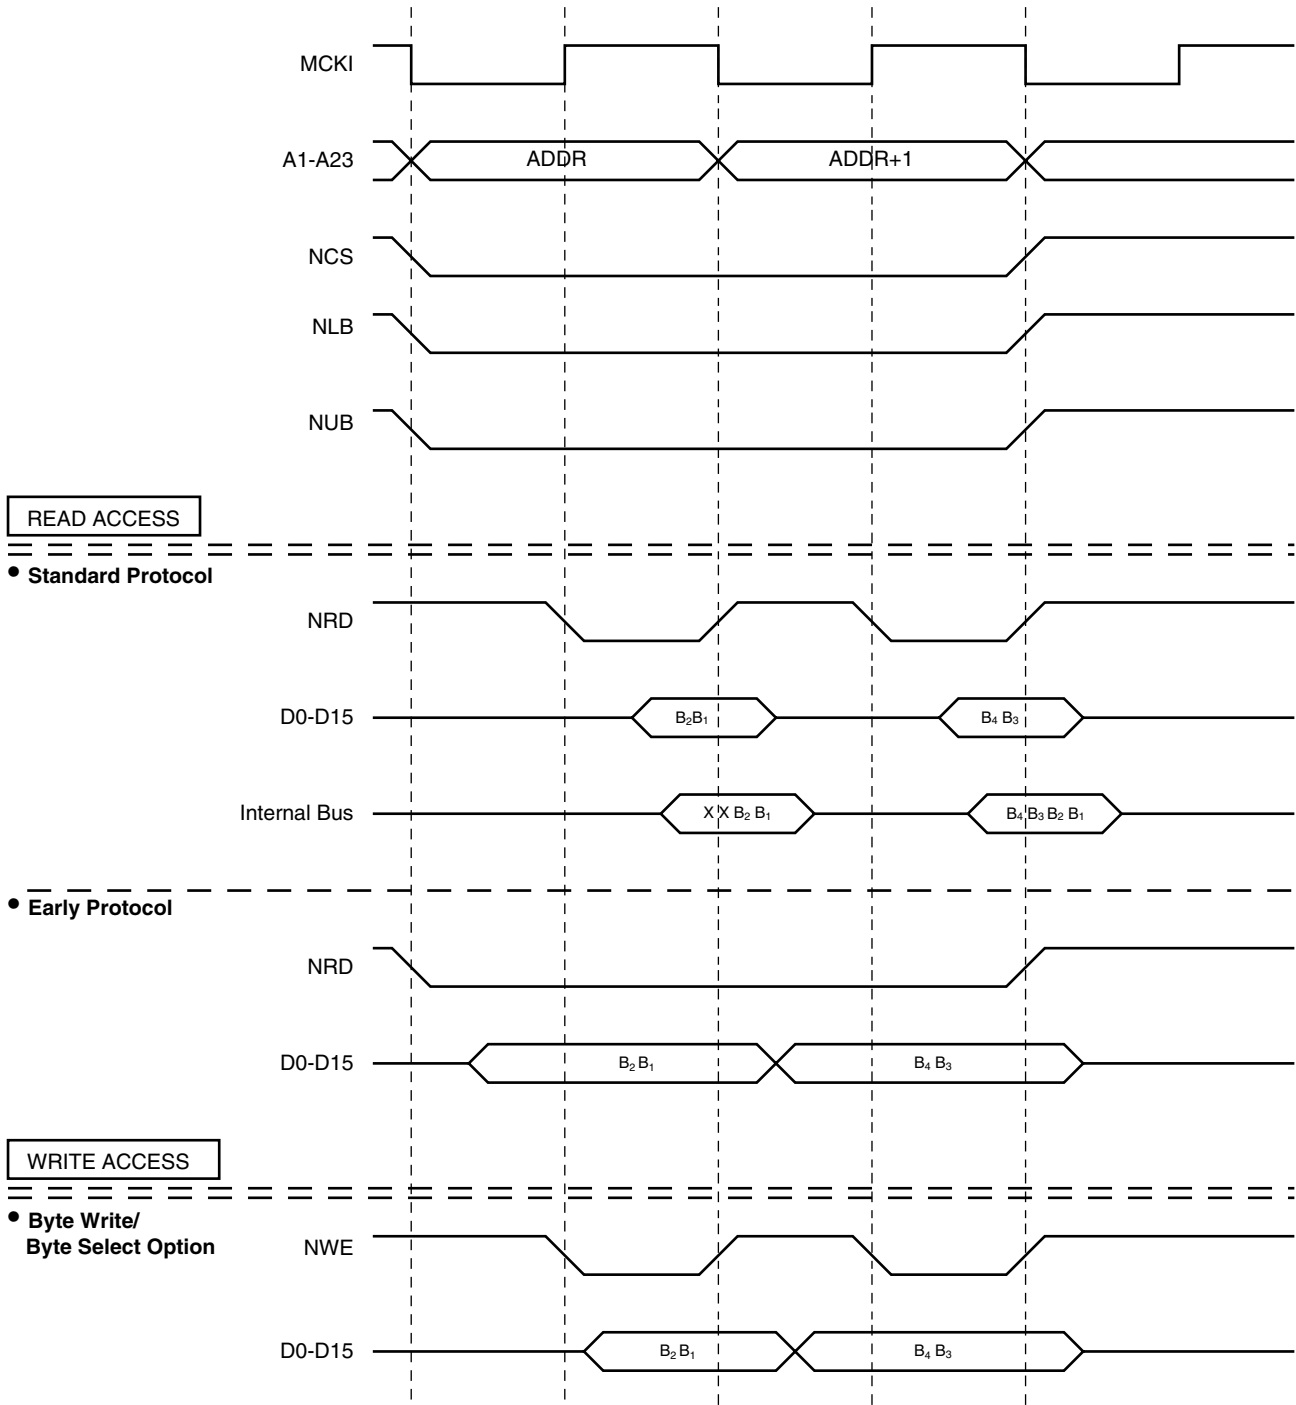 MCKI
A1-A23 ADDR ADDR+1
NCS
NLB
NUB
READ ACCESS
• Standard Protocol
NRD
D0-D15 B₂B₁ B₄ B₃
Internal Bus X X B₂ B₁ B₄ B₃ B₂ B₁
• Early Protocol
NRD
D0-D15 B₂ B₁ B₄ B₃
WRITE ACCESS
• Byte Write/
Byte Select Option NWE
D0-D15 B₂ B₁ B₄ B₃